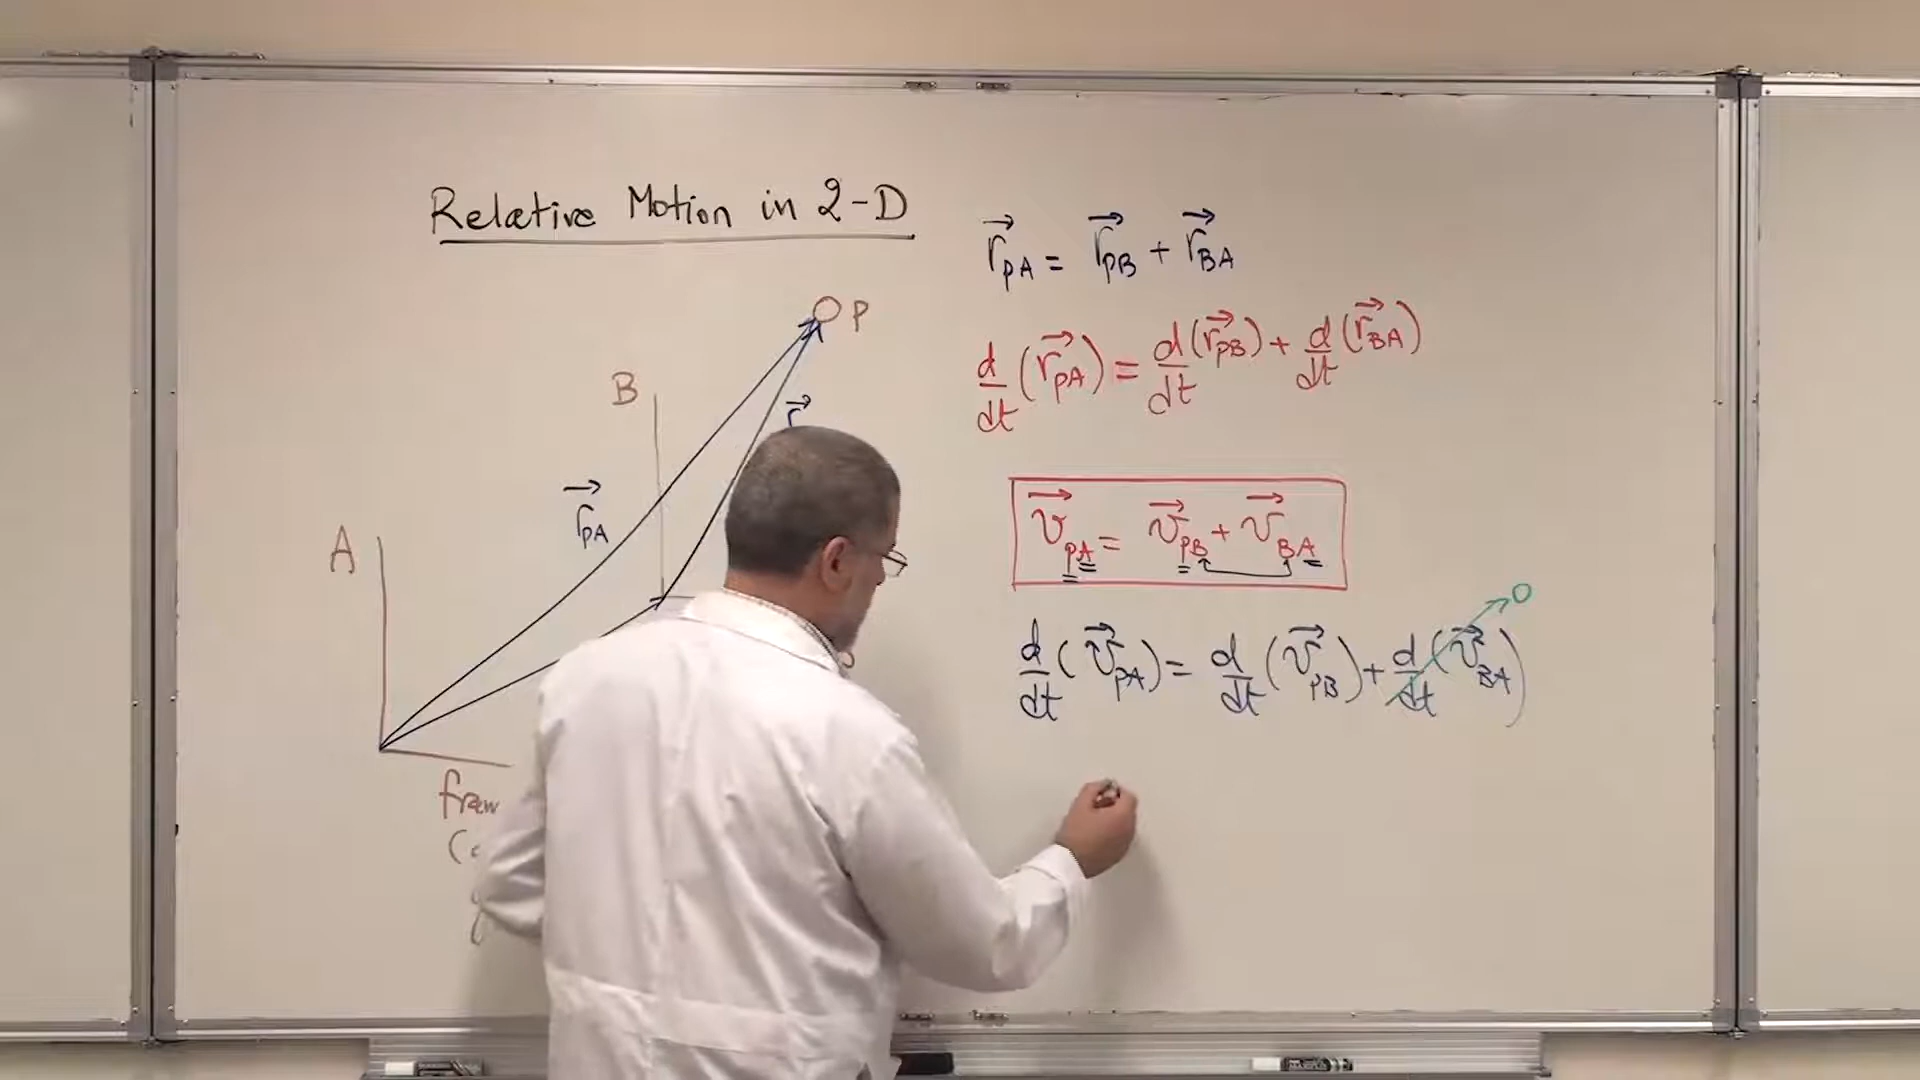 Relative Motion in 2-D
P
B
r⃗
r⃗PA
A
r⃗PA = r⃗PB + r⃗BA
d/dt (r⃗PA) = d/dt (r⃗PB) + d/dt (r⃗BA)
v⃗PA = v⃗PB + v⃗BA
0
d/dt (v⃗PA) = d/dt (v⃗PB) + d/dt (v⃗BA)